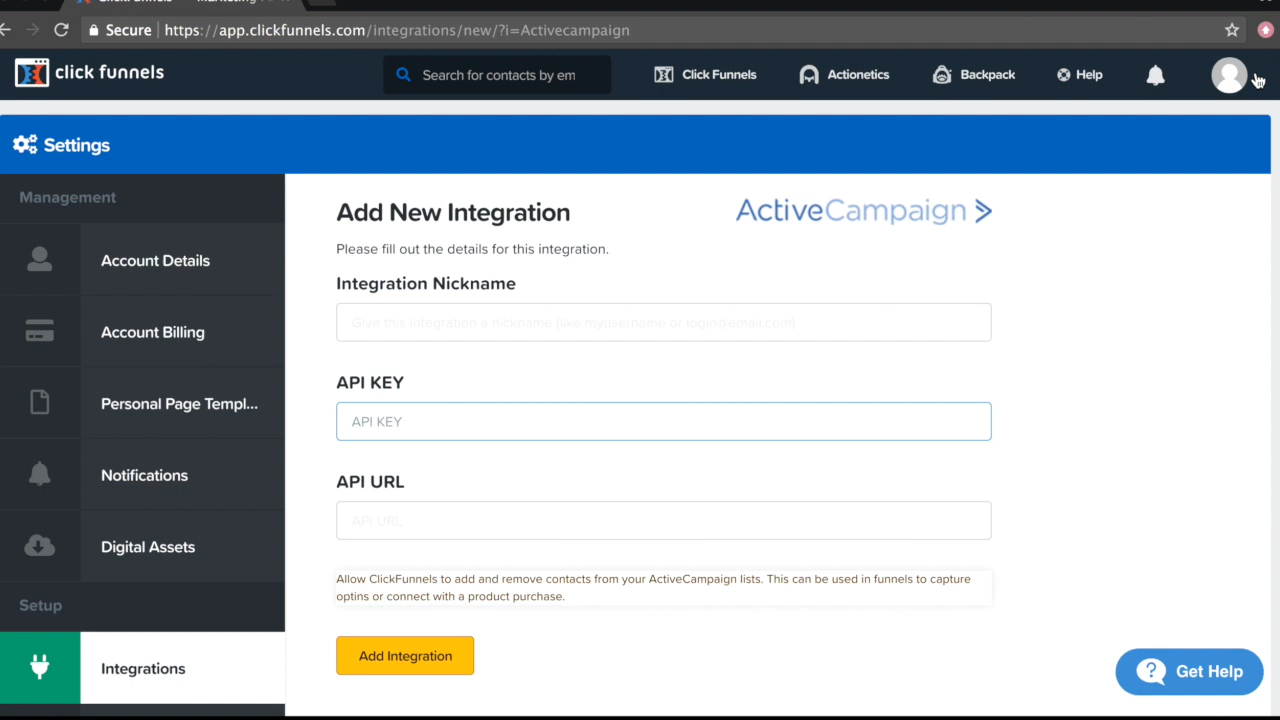 Secure https://app.clickfunnels.com/integrations/new/?i=Activecampaign
click funnels
Search for contacts by em
Click Funnels
Actionetics
Backpack
Help
Settings
Management
Account Details
Account Billing
Personal Page Templ...
Notifications
Digital Assets
Setup
Integrations
Add New Integration
ActiveCampaign >
Please fill out the details for this integration.
Integration Nickname
Give this integration a nickname (like myusername or login@email.com)
API KEY
API KEY
API URL
API URL
Allow ClickFunnels to add and remove contacts from your ActiveCampaign lists. This can be used in funnels to capture
optins or connect with a product purchase.
Add Integration
Get Help